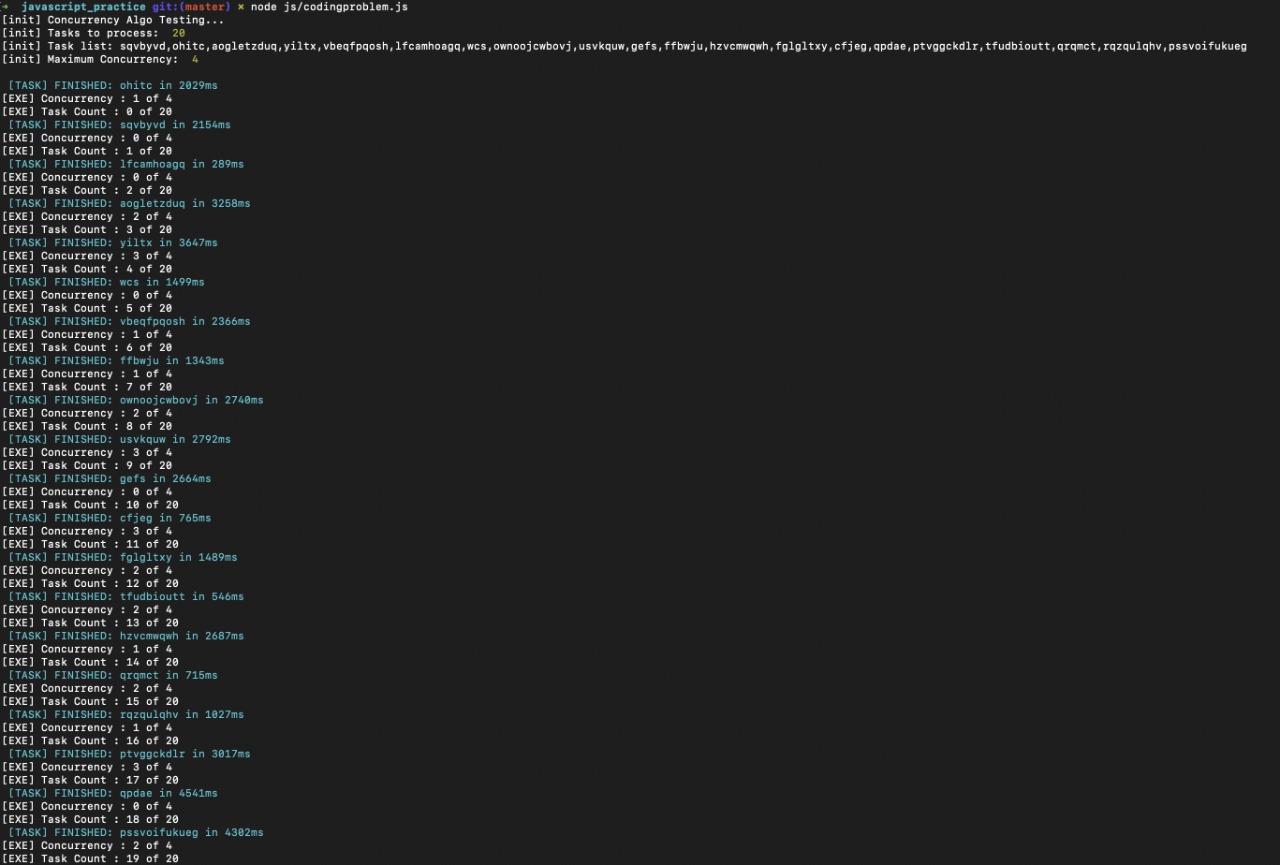 → javascript_practice git:(master) × node js/codingproblem.js
[init] Concurrency Algo Testing...
[init] Tasks to process:  20
[init] Task list: sqvbyvd,ohitc,aogletzduq,yiltx,vbeqfpqosh,lfcamhoagq,wcs,ownoojcwbovj,usvkquw,gefs,ffbwju,hzvcmwqwh,fglgltxy,cfjeg,qpdae,ptvggckdlr,tfudbioutt,qrqmct,rqzqulqhv,pssvoifukueg
[init] Maximum Concurrency:  4
[TASK] FINISHED: ohitc in 2029ms
[EXE] Concurrency : 1 of 4
[EXE] Task Count : 0 of 20
[TASK] FINISHED: sqvbyvd in 2154ms
[EXE] Concurrency : 0 of 4
[EXE] Task Count : 1 of 20
[TASK] FINISHED: lfcamhoagq in 289ms
[EXE] Concurrency : 0 of 4
[EXE] Task Count : 2 of 20
[TASK] FINISHED: aogletzduq in 3258ms
[EXE] Concurrency : 2 of 4
[EXE] Task Count : 3 of 20
[TASK] FINISHED: yiltx in 3647ms
[EXE] Concurrency : 3 of 4
[EXE] Task Count : 4 of 20
[TASK] FINISHED: wcs in 1499ms
[EXE] Concurrency : 0 of 4
[EXE] Task Count : 5 of 20
[TASK] FINISHED: vbeqfpqosh in 2366ms
[EXE] Concurrency : 1 of 4
[EXE] Task Count : 6 of 20
[TASK] FINISHED: ffbwju in 1343ms
[EXE] Concurrency : 1 of 4
[EXE] Task Count : 7 of 20
[TASK] FINISHED: ownoojcwbovj in 2740ms
[EXE] Concurrency : 2 of 4
[EXE] Task Count : 8 of 20
[TASK] FINISHED: usvkquw in 2792ms
[EXE] Concurrency : 3 of 4
[EXE] Task Count : 9 of 20
[TASK] FINISHED: gefs in 2664ms
[EXE] Concurrency : 0 of 4
[EXE] Task Count : 10 of 20
[TASK] FINISHED: cfjeg in 765ms
[EXE] Concurrency : 3 of 4
[EXE] Task Count : 11 of 20
[TASK] FINISHED: fglgltxy in 1489ms
[EXE] Concurrency : 2 of 4
[EXE] Task Count : 12 of 20
[TASK] FINISHED: tfudbioutt in 546ms
[EXE] Concurrency : 2 of 4
[EXE] Task Count : 13 of 20
[TASK] FINISHED: hzvcmwqwh in 2687ms
[EXE] Concurrency : 1 of 4
[EXE] Task Count : 14 of 20
[TASK] FINISHED: qrqmct in 715ms
[EXE] Concurrency : 2 of 4
[EXE] Task Count : 15 of 20
[TASK] FINISHED: rqzqulqhv in 1027ms
[EXE] Concurrency : 1 of 4
[EXE] Task Count : 16 of 20
[TASK] FINISHED: ptvggckdlr in 3017ms
[EXE] Concurrency : 3 of 4
[EXE] Task Count : 17 of 20
[TASK] FINISHED: qpdae in 4541ms
[EXE] Concurrency : 0 of 4
[EXE] Task Count : 18 of 20
[TASK] FINISHED: pssvoifukueg in 4302ms
[EXE] Concurrency : 2 of 4
[EXE] Task Count : 19 of 20